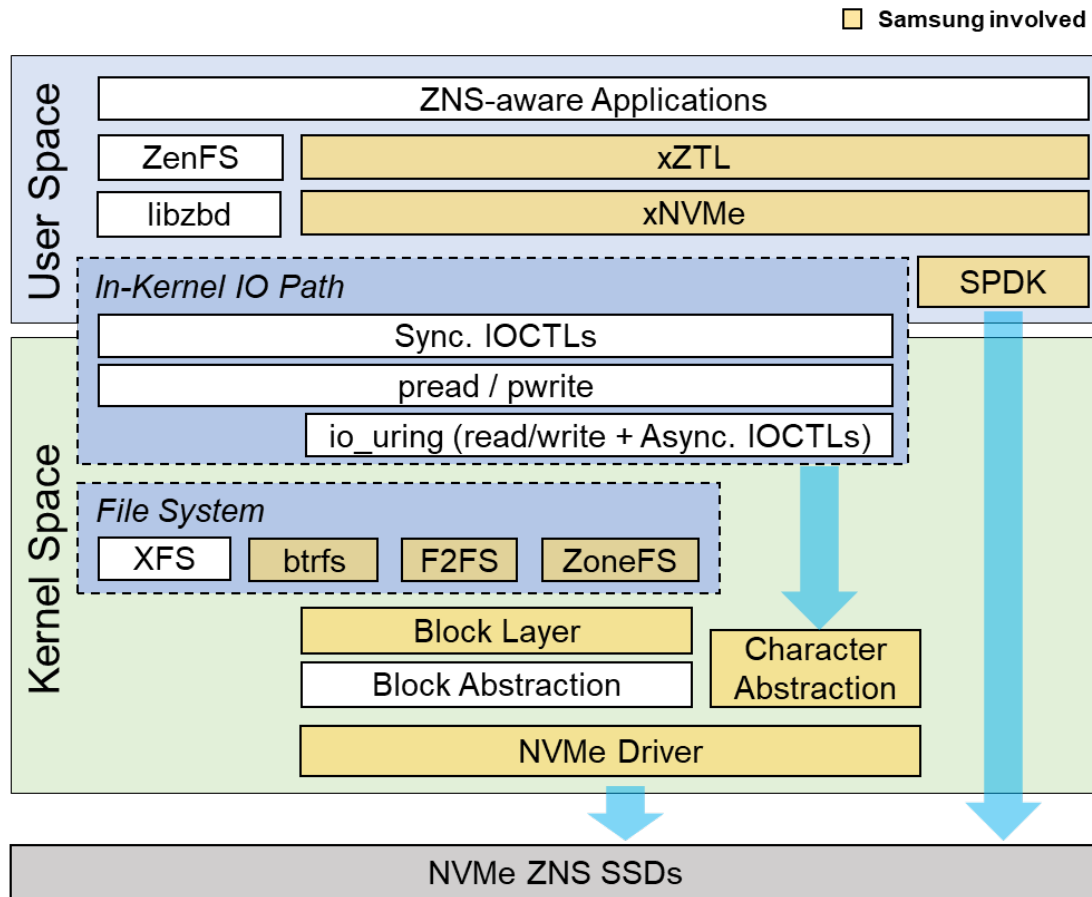 Samsung involved
User Space
ZNS-aware Applications
ZenFS
xZTL
libzbd
xNVMe
In-Kernel IO Path
SPDK
Sync. IOCTLs
pread / pwrite
io_uring (read/write + Async. IOCTLs)
Kernel Space
File System
XFS
btrfs
F2FS
ZoneFS
Block Layer
Block Abstraction
Character
Abstraction
NVMe Driver
NVMe ZNS SSDs